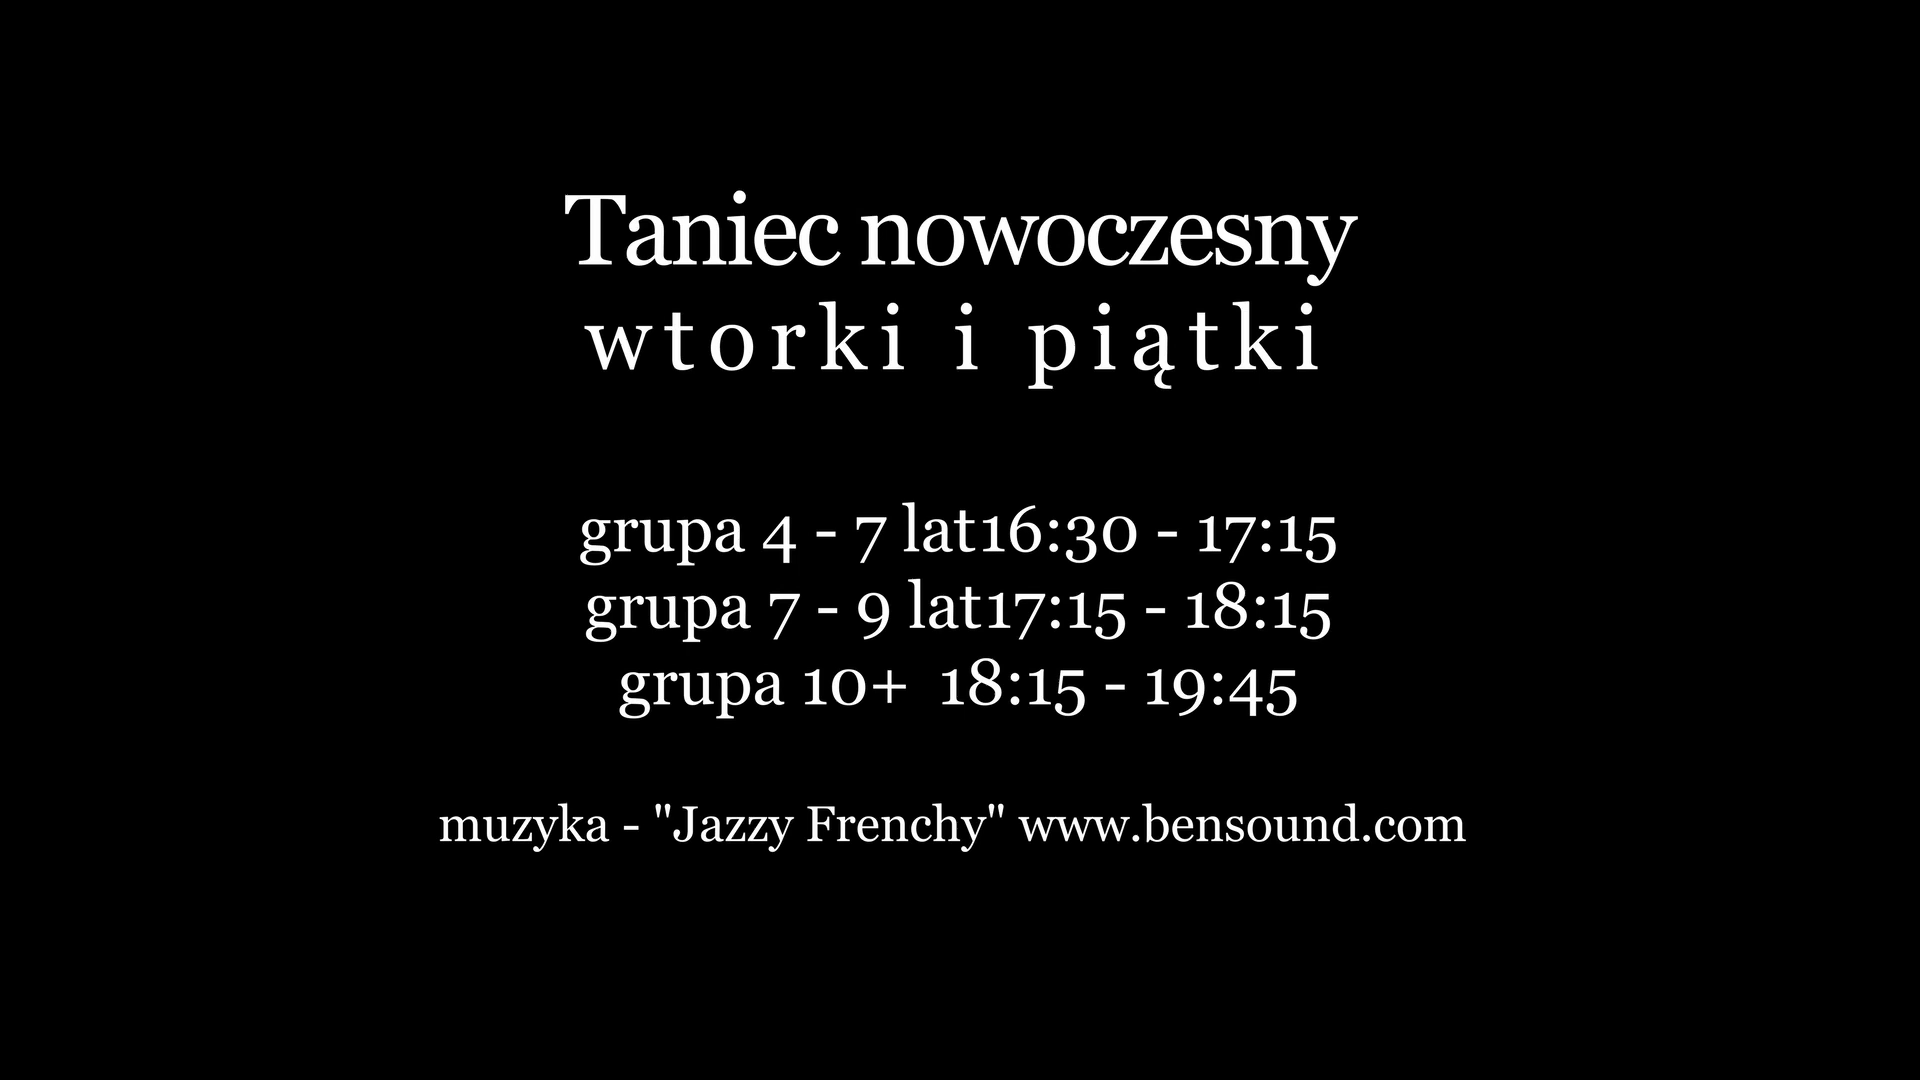 Taniec nowoczesny
wtorki i piątki
grupa 4 - 7 lat16:30 - 17:15
grupa 7 - 9 lat17:15 - 18:15
grupa 10+ 18:15 - 19:45
muzyka - "Jazzy Frenchy" www.bensound.com